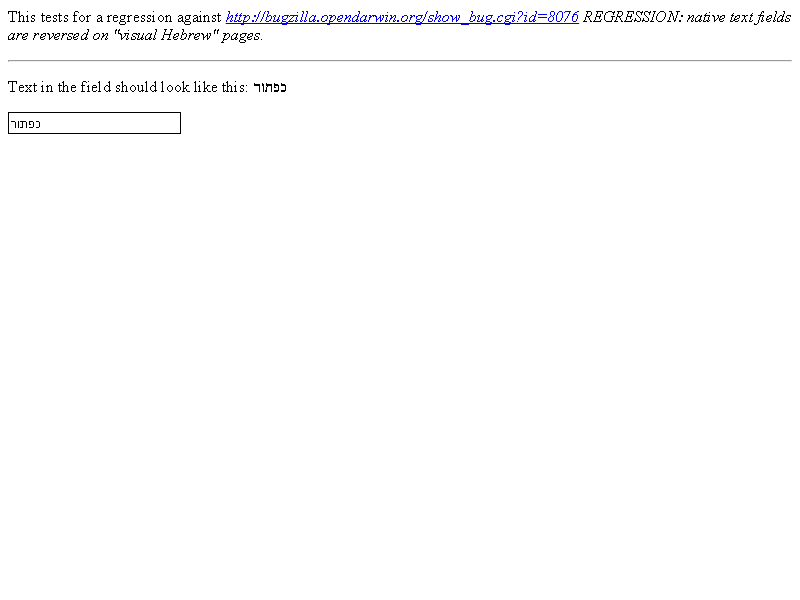 This tests for a regression against http://bugzilla.opendarwin.org/show_bug.cgi?id=8076 REGRESSION: native text fields
are reversed on "visual Hebrew" pages.
Text in the field should look like this: כפתור
כפתור